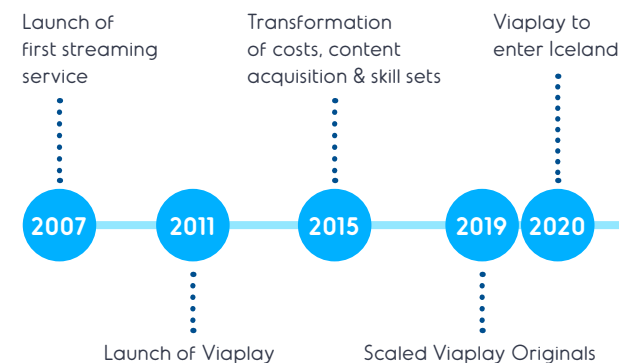 Launch of
first streaming
service
Transformation
of costs, content
acquisition & skill sets
Viaplay to
enter Iceland
2007
2011
2015
2019
2020
Launch of Viaplay
Scaled Viaplay Originals